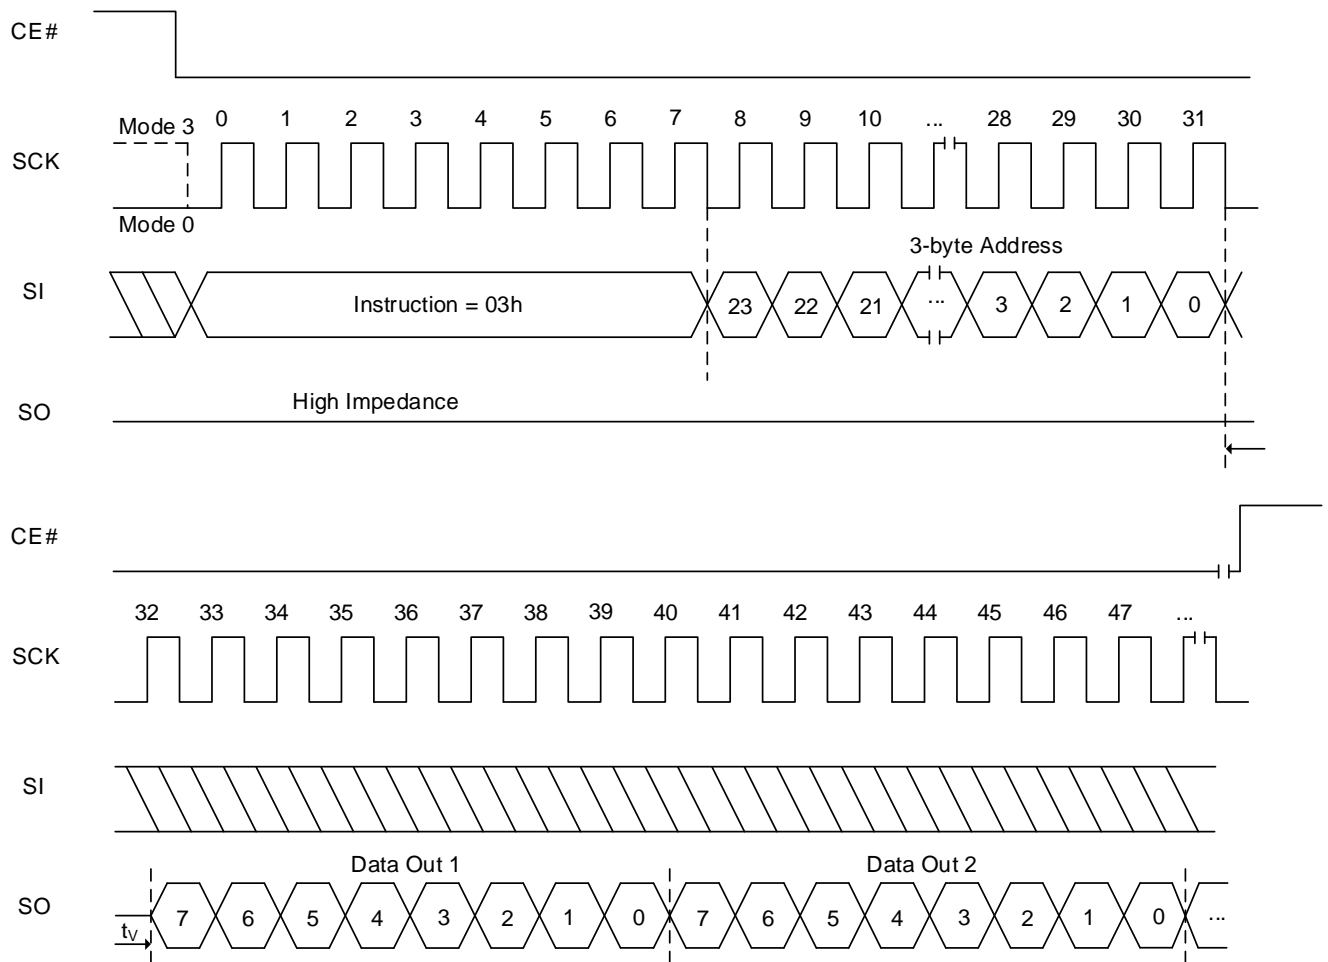 CE#
Mode 3 0 1 2 3 4 5 6 7 8 9 10 ... 28 29 30 31
SCK
Mode 0
3-byte Address
SI Instruction = 03h 23 22 21 ... 3 2 1 0
SO High Impedance
CE#
32 33 34 35 36 37 38 39 40 41 42 43 44 45 46 47 ...
SCK
SI
Data Out 1 Data Out 2
SO 7 6 5 4 3 2 1 0 7 6 5 4 3 2 1 0 ...
tV